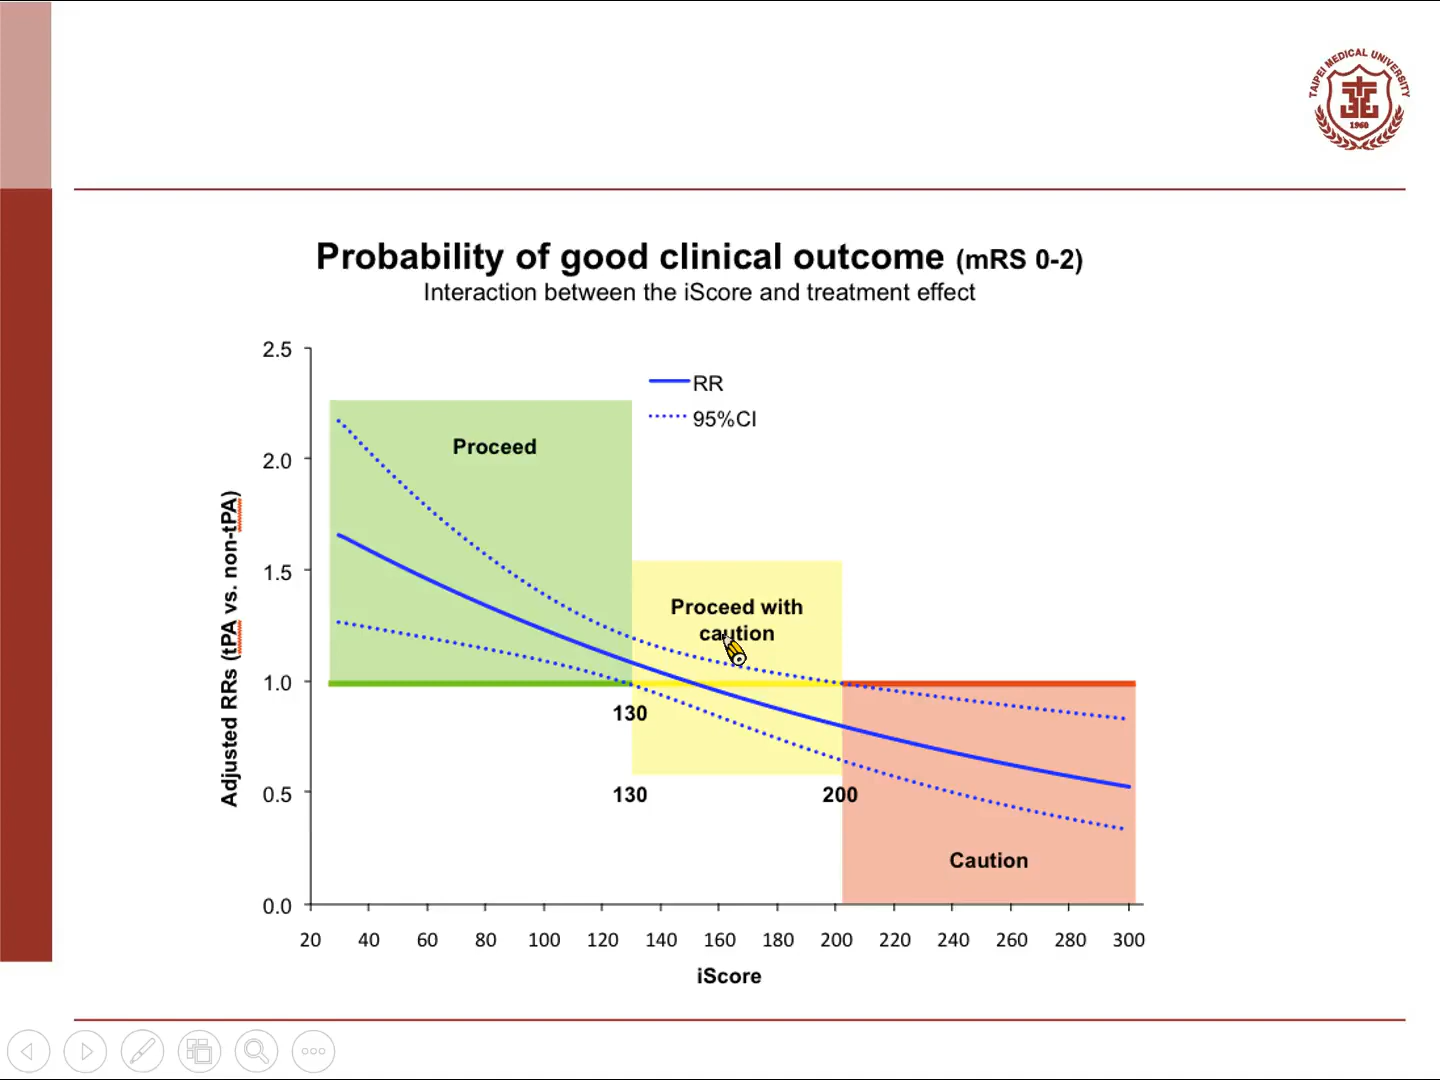 TAIPEI MEDICAL UNIVERSITY
1960
Probability of good clinical outcome (mRS 0-2)
Interaction between the iScore and treatment effect
Adjusted RRs (tPA vs. non-tPA)
2.5
2.0
1.5
1.0
0.5
0.0
RR
95%CI
Proceed
Proceed with
caution
130
130
200
Caution
20 40 60 80 100 120 140 160 180 200 220 240 260 280 300
iScore